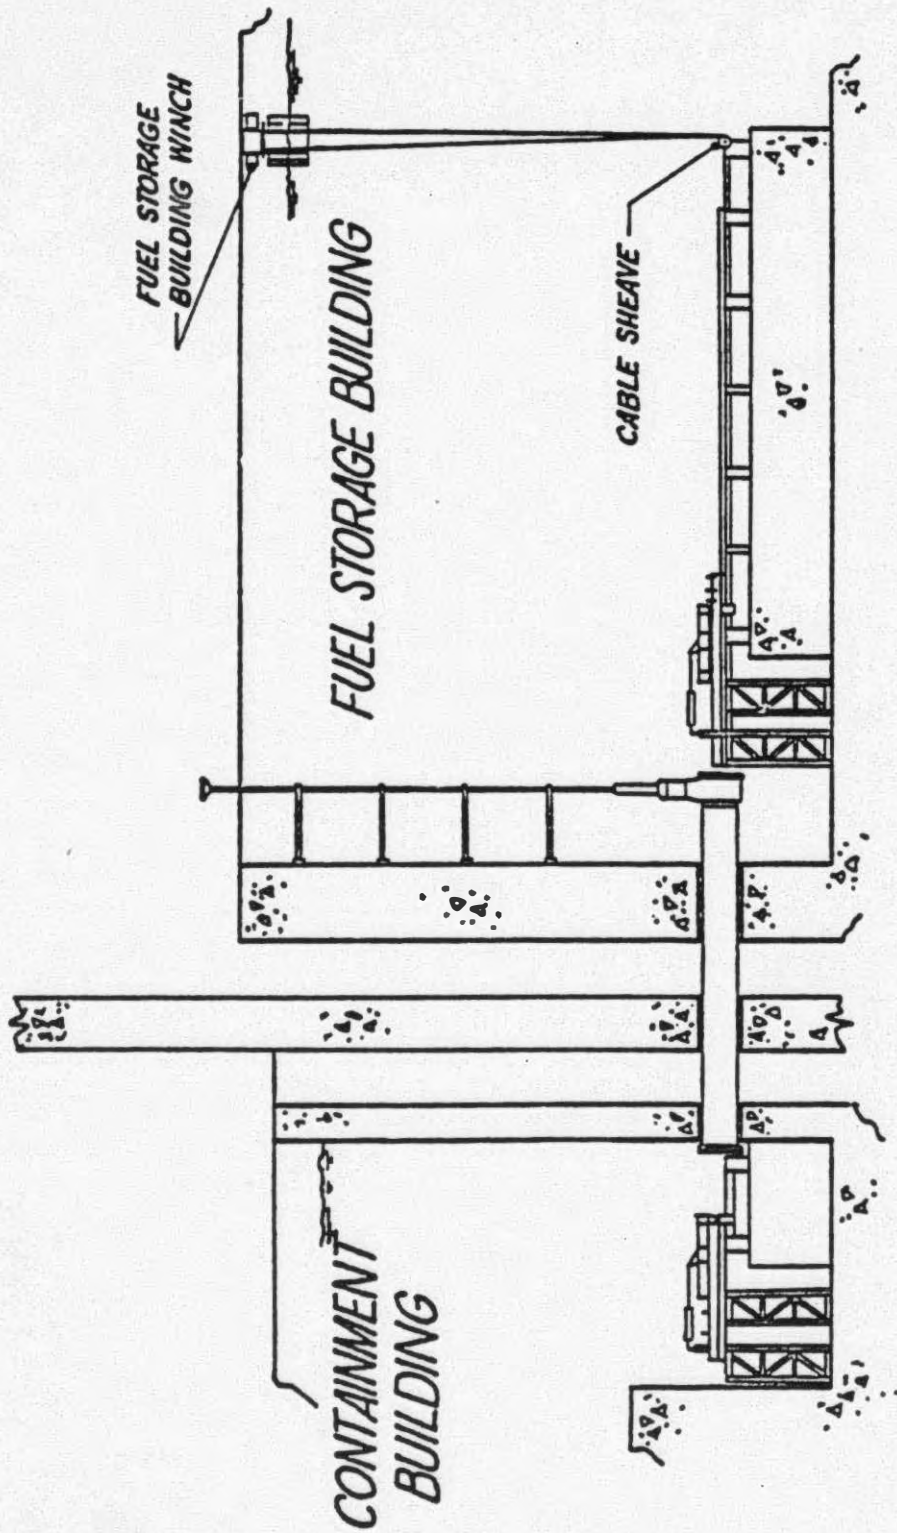 FUEL STORAGE
BUILDING WINCH
FUEL STORAGE BUILDING
CABLE SHEAVE
CONTAINMENT
BUILDING